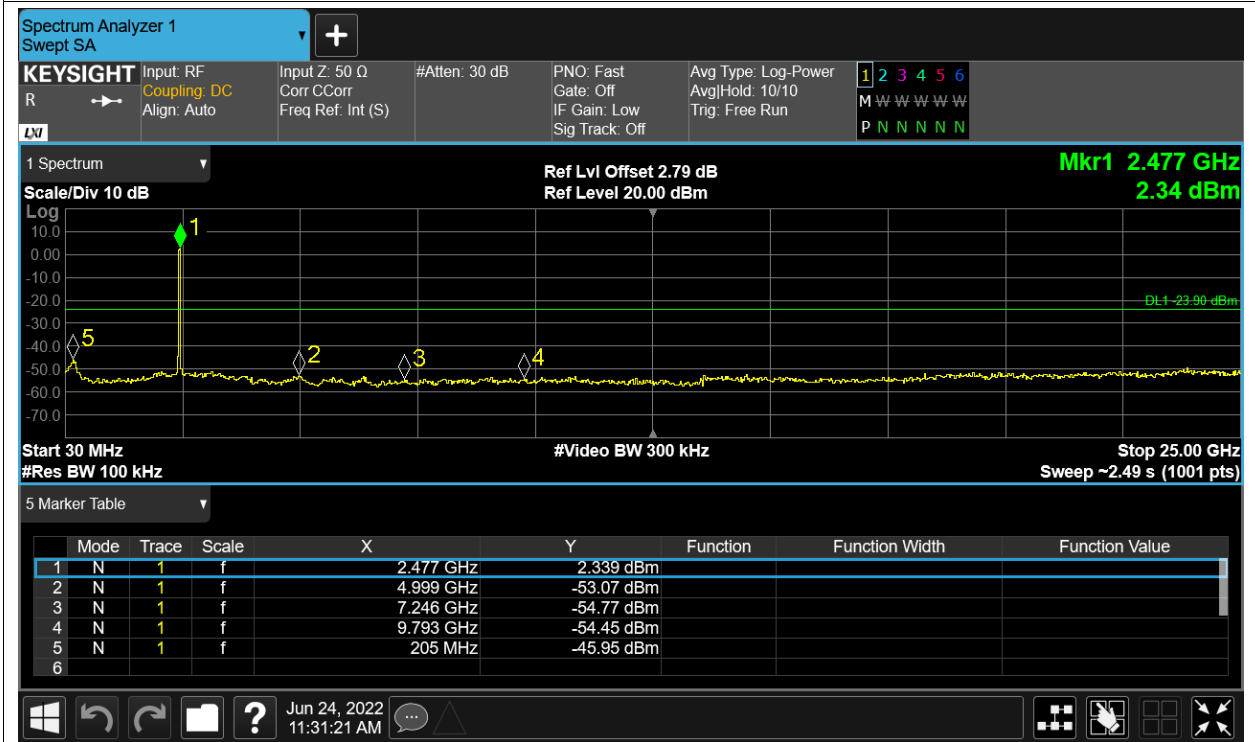 Spectrum Analyzer 1
Swept SA
KEYSIGHT
R
LXI
Input: RF
Coupling: DC
Align: Auto
Input Z: 50 Ω
Corr CCorr
Freq Ref: Int (S)
#Atten: 30 dB
PNO: Fast
Gate: Off
IF Gain: Low
Sig Track: Off
Avg Type: Log-Power
Avg|Hold: 10/10
Trig: Free Run
1 2 3 4 5 6
M W W W W W
P N N N N N
1 Spectrum
Scale/Div 10 dB
Ref Lvl Offset 2.79 dB
Ref Level 20.00 dBm
Mkr1 2.477 GHz
2.34 dBm
Log
10.0
0.00
-10.0
-20.0
-30.0
-40.0
-50.0
-60.0
-70.0
1
5
2
3
4
DL1 -23.90 dBm
Start 30 MHz
#Res BW 100 kHz
#Video BW 300 kHz
Stop 25.00 GHz
Sweep ~2.49 s (1001 pts)
5 Marker Table
Mode Trace Scale X Y Function Function Width Function Value
1 N 1 f 2.477 GHz 2.339 dBm
2 N 1 f 4.999 GHz -53.07 dBm
3 N 1 f 7.246 GHz -54.77 dBm
4 N 1 f 9.793 GHz -54.45 dBm
5 N 1 f 205 MHz -45.95 dBm
6
?
Jun 24, 2022
11:31:21 AM